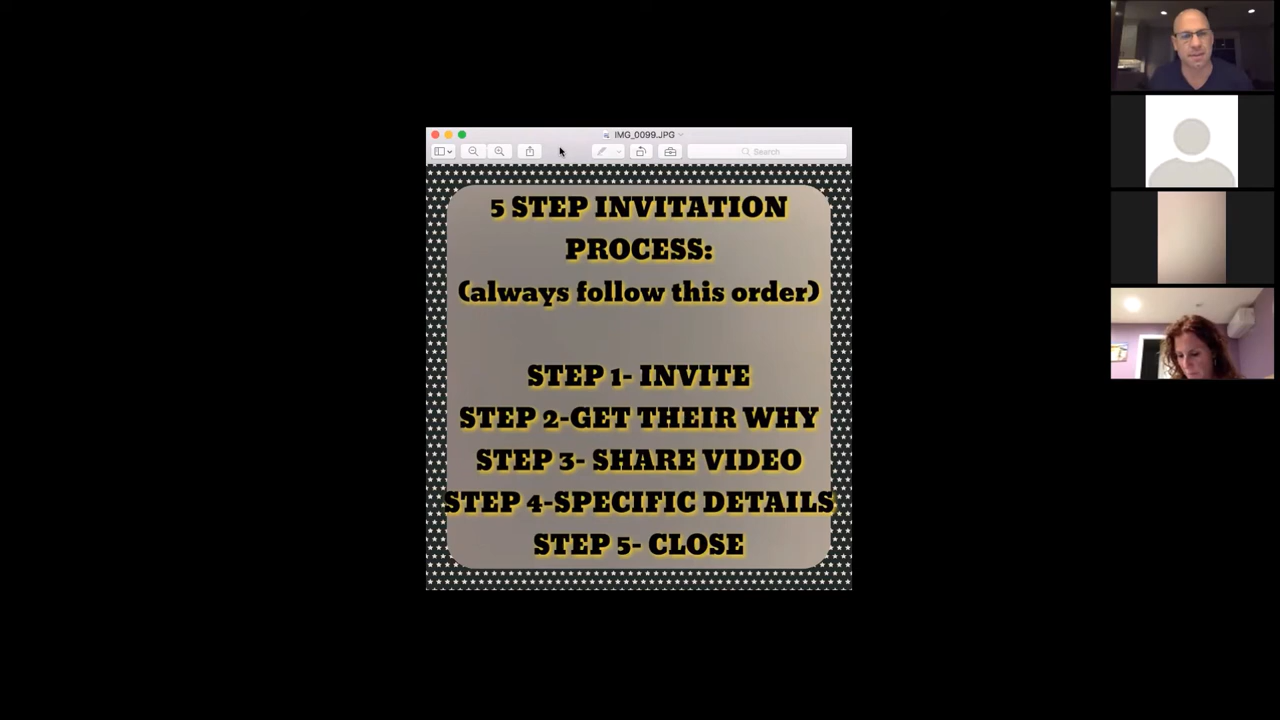 IMG_0099.JPG
Search
5 STEP INVITATION
PROCESS:
(always follow this order)
STEP 1- INVITE
STEP 2-GET THEIR WHY
STEP 3- SHARE VIDEO
STEP 4-SPECIFIC DETAILS
STEP 5- CLOSE